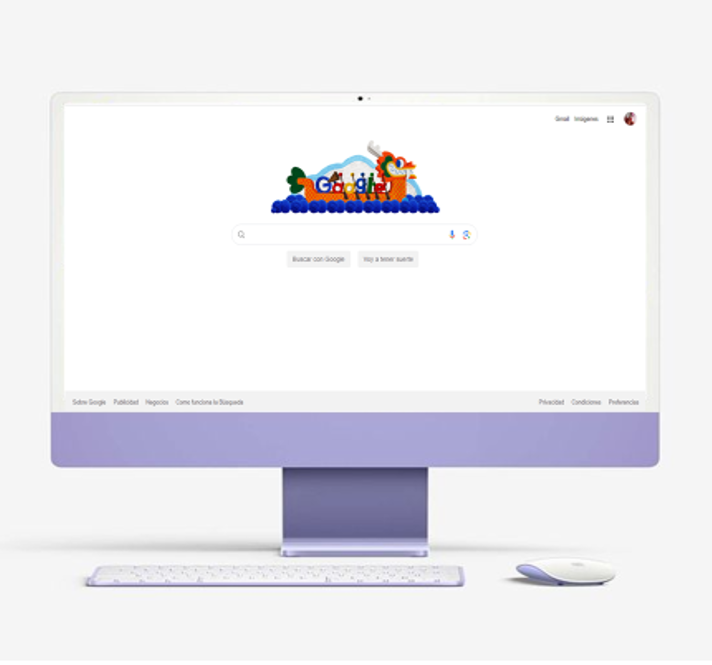 Gmail Imágenes
Google
Buscar con Google Voy a tener suerte
Sobre Google Publicidad Negocios Como funciona la Búsqueda Privacidad Condiciones Preferencias